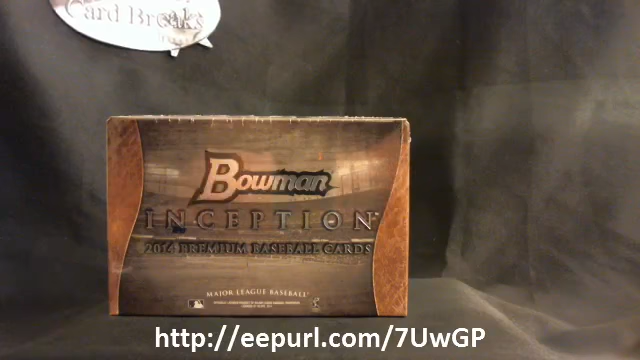 Card Breaks
Bowman
INCEPTION
2014 PREMIUM BASEBALL CARDS
MAJOR LEAGUE BASEBALL
http://eepurl.com/7UwGP